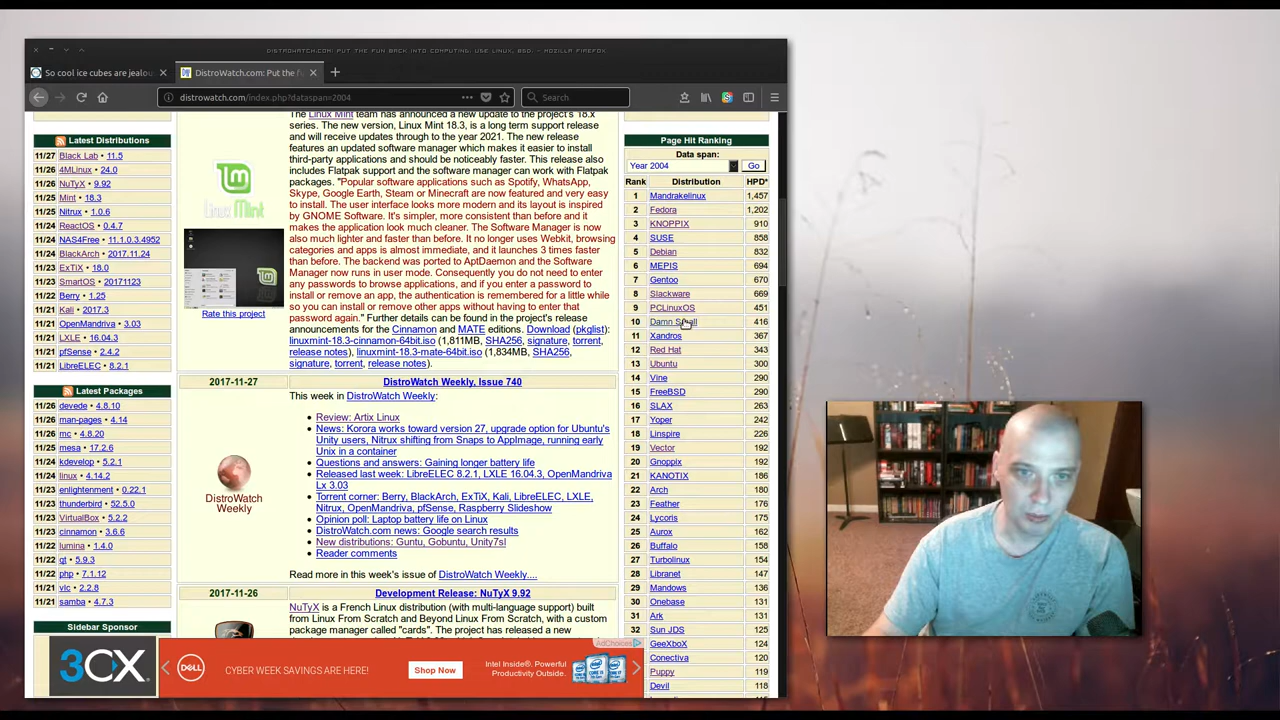 DISTROWATCH.COM: PUT THE FUN BACK INTO COMPUTING. USE LINUX, BSD. - MOZILLA FIREFOX
So cool ice cubes are jealou
DistroWatch.com: Put the f
distrowatch.com/index.php?dataspan=2004
Search
Latest Distributions
11/27 Black Lab • 11.5
11/26 4MLinux • 24.0
11/26 NuTyX • 9.92
11/25 Mint • 18.3
11/25 Nitrux • 1.0.6
11/24 ReactOS • 0.4.7
11/24 NAS4Free • 11.1.0.3.4952
11/24 BlackArch • 2017.11.24
11/23 ExTiX • 18.0
11/23 SmartOS • 20171123
11/22 Berry • 1.25
11/21 Kali • 2017.3
11/21 OpenMandriva • 3.03
11/21 LXLE • 16.04.3
11/21 pfSense • 2.4.2
11/21 LibreELEC • 8.2.1
Latest Packages
11/26 devede • 4.8.10
11/26 man-pages • 4.14
11/26 mc • 4.8.20
11/25 mesa • 17.2.6
11/24 kdevelop • 5.2.1
11/24 linux • 4.14.2
11/23 enlightenment • 0.22.1
11/23 thunderbird • 52.5.0
11/23 VirtualBox • 5.2.2
11/23 cinnamon • 3.6.6
11/22 lumina • 1.4.0
11/22 qt • 5.9.3
11/22 php • 7.1.12
11/21 vlc • 2.2.8
11/21 samba • 4.7.3
Sidebar Sponsor
3CX
Linux Mint
Rate this project
The Linux Mint team has announced a new update to the project's 18.x
series. The new version, Linux Mint 18.3, is a long term support release
and will receive updates through to the year 2021. The new release
features an updated software manager which makes it easier to install
third-party applications and should be noticeably faster. This release also
includes Flatpak support and the software manager can work with Flatpak
packages. "Popular software applications such as Spotify, WhatsApp,
Skype, Google Earth, Steam or Minecraft are now featured and very easy
to install. The user interface looks more modern and its layout is inspired
by GNOME Software. It's simpler, more consistent than before and it
makes the application look much cleaner. The Software Manager is now
also much lighter and faster than before. It no longer uses Webkit, browsing
categories and apps is almost immediate, and it launches 3 times faster
than before. The backend was ported to AptDaemon and the Software
Manager now runs in user mode. Consequently you do not need to enter
any passwords to browse applications, and if you enter a password to
install or remove an app, the authentication is remembered for a little while
so you can install or remove other apps without having to enter that
password again." Further details can be found in the project's release
announcements for the Cinnamon and MATE editions. Download (pkglist):
linuxmint-18.3-cinnamon-64bit.iso (1,811MB, SHA256, signature, torrent,
release notes), linuxmint-18.3-mate-64bit.iso (1,834MB, SHA256,
signature, torrent, release notes).
2017-11-27
DistroWatch Weekly, Issue 740
DistroWatch
Weekly
This week in DistroWatch Weekly:
• Review: Artix Linux
• News: Korora works toward version 27, upgrade option for Ubuntu's
Unity users, Nitrux shifting from Snaps to AppImage, running early
Unix in a container
• Questions and answers: Gaining longer battery life
• Released last week: LibreELEC 8.2.1, LXLE 16.04.3, OpenMandriva
Lx 3.03
• Torrent corner: Berry, BlackArch, ExTiX, Kali, LibreELEC, LXLE,
Nitrux, OpenMandriva, pfSense, Raspberry Slideshow
• Opinion poll: Laptop battery life on Linux
• DistroWatch.com news: Google search results
• New distributions: Guntu, Gobuntu, Unity7sl
• Reader comments
Read more in this week's issue of DistroWatch Weekly....
2017-11-26
Development Release: NuTyX 9.92
NuTyX is a French Linux distribution (with multi-language support) built
from Linux From Scratch and Beyond Linux From Scratch, with a custom
package manager called "cards". The project has released a new
AdChoices
DELL
CYBER WEEK SAVINGS ARE HERE!
Shop Now
Intel Inside®. Powerful
Productivity Outside.
Page Hit Ranking
Data span:
Year 2004
Go
Rank Distribution HPD*
1 Mandrakelinux 1,457
2 Fedora 1,202
3 KNOPPIX 910
4 SUSE 858
5 Debian 832
6 MEPIS 694
7 Gentoo 670
8 Slackware 669
9 PCLinuxOS 451
10 Damn 416
11 Xandros 367
12 Red Hat 343
13 Ubuntu 300
14 Vine 290
15 FreeBSD 290
16 SLAX 263
17 Yoper 242
18 Linspire 226
19 Vector 192
20 Gnoppix 192
21 KANOTIX 186
22 Arch 180
23 Feather 176
24 Lycoris 175
25 Aurox 162
26 Buffalo 158
27 Turbolinux 154
28 Libranet 147
29 Mandows 136
30 Onebase 131
31 Ark 131
32 Sun JDS 125
GeeXboX 124
Conectiva 120
Puppy 119
Devil 118